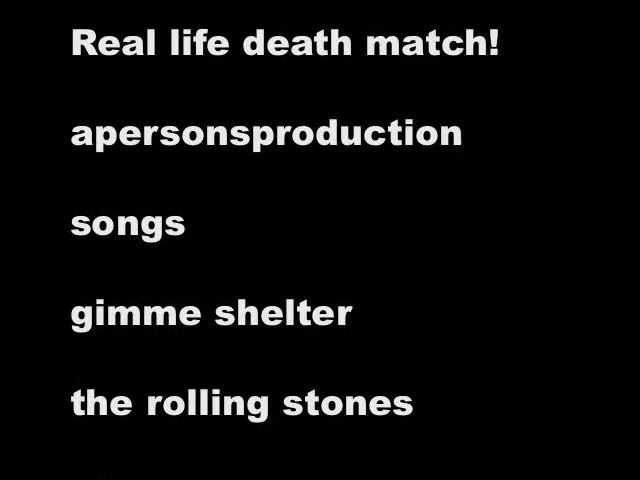 Real life death match!
apersonsproduction
songs
gimme shelter
the rolling stones